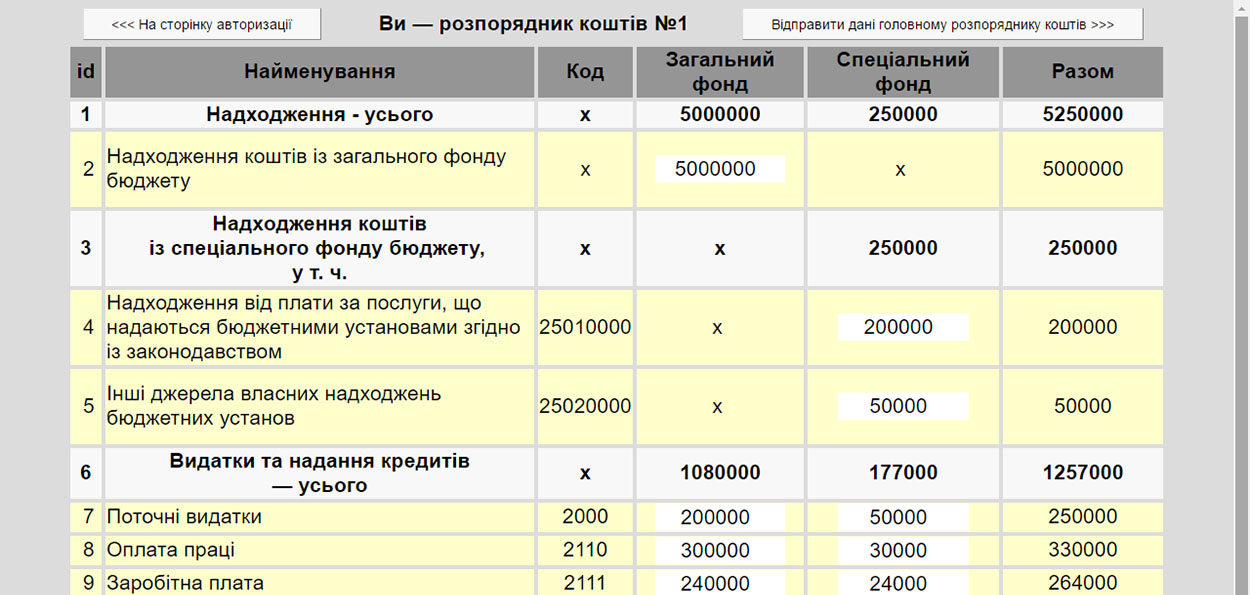 <<< На сторінку авторизації Ви — розпорядник коштів №1 Відправити дані головному розпоряднику коштів >>>
id Найменування Код Загальний фонд Спеціальний фонд Разом
1 Надходження - усього x 5000000 250000 5250000
2 Надходження коштів із загального фонду
бюджету x 5000000 x 5000000
3 Надходження коштів
із спеціального фонду бюджету,
у т. ч. x x 250000 250000
4 Надходження від плати за послуги, що
надаються бюджетними установами згідно
із законодавством 25010000 x 200000 200000
5 Інші джерела власних надходжень
бюджетних установ 25020000 x 50000 50000
6 Видатки та надання кредитів
— усього x 1080000 177000 1257000
7 Поточні видатки 2000 200000 50000 250000
8 Оплата праці 2110 300000 30000 330000
9 Заробітна плата 2111 240000 24000 264000